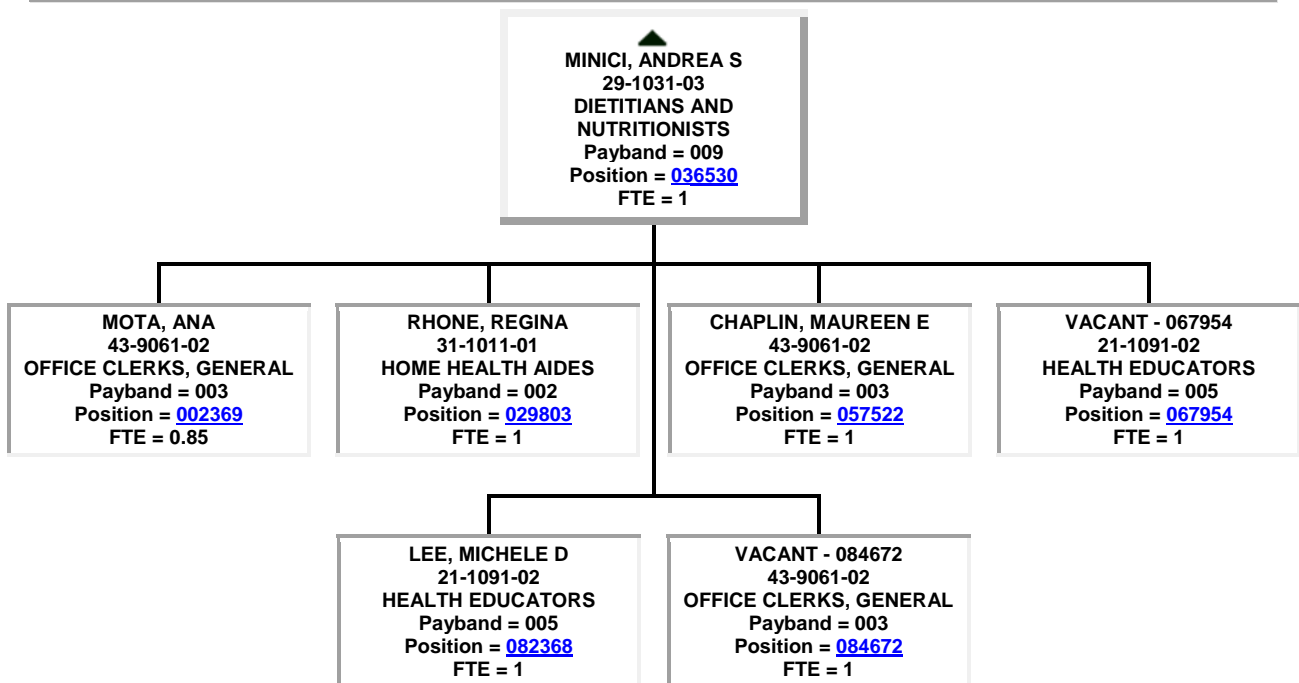 MINICI, ANDREA S
29-1031-03
DIETITIANS AND
NUTRITIONISTS
Payband = 009
Position = 036530
FTE = 1
MOTA, ANA
43-9061-02
OFFICE CLERKS, GENERAL
Payband = 003
Position = 002369
FTE = 0.85
RHONE, REGINA
31-1011-01
HOME HEALTH AIDES
Payband = 002
Position = 029803
FTE = 1
CHAPLIN, MAUREEN E
43-9061-02
OFFICE CLERKS, GENERAL
Payband = 003
Position = 057522
FTE = 1
VACANT - 067954
21-1091-02
HEALTH EDUCATORS
Payband = 005
Position = 067954
FTE = 1
LEE, MICHELE D
21-1091-02
HEALTH EDUCATORS
Payband = 005
Position = 082368
FTE = 1
VACANT - 084672
43-9061-02
OFFICE CLERKS, GENERAL
Payband = 003
Position = 084672
FTE = 1